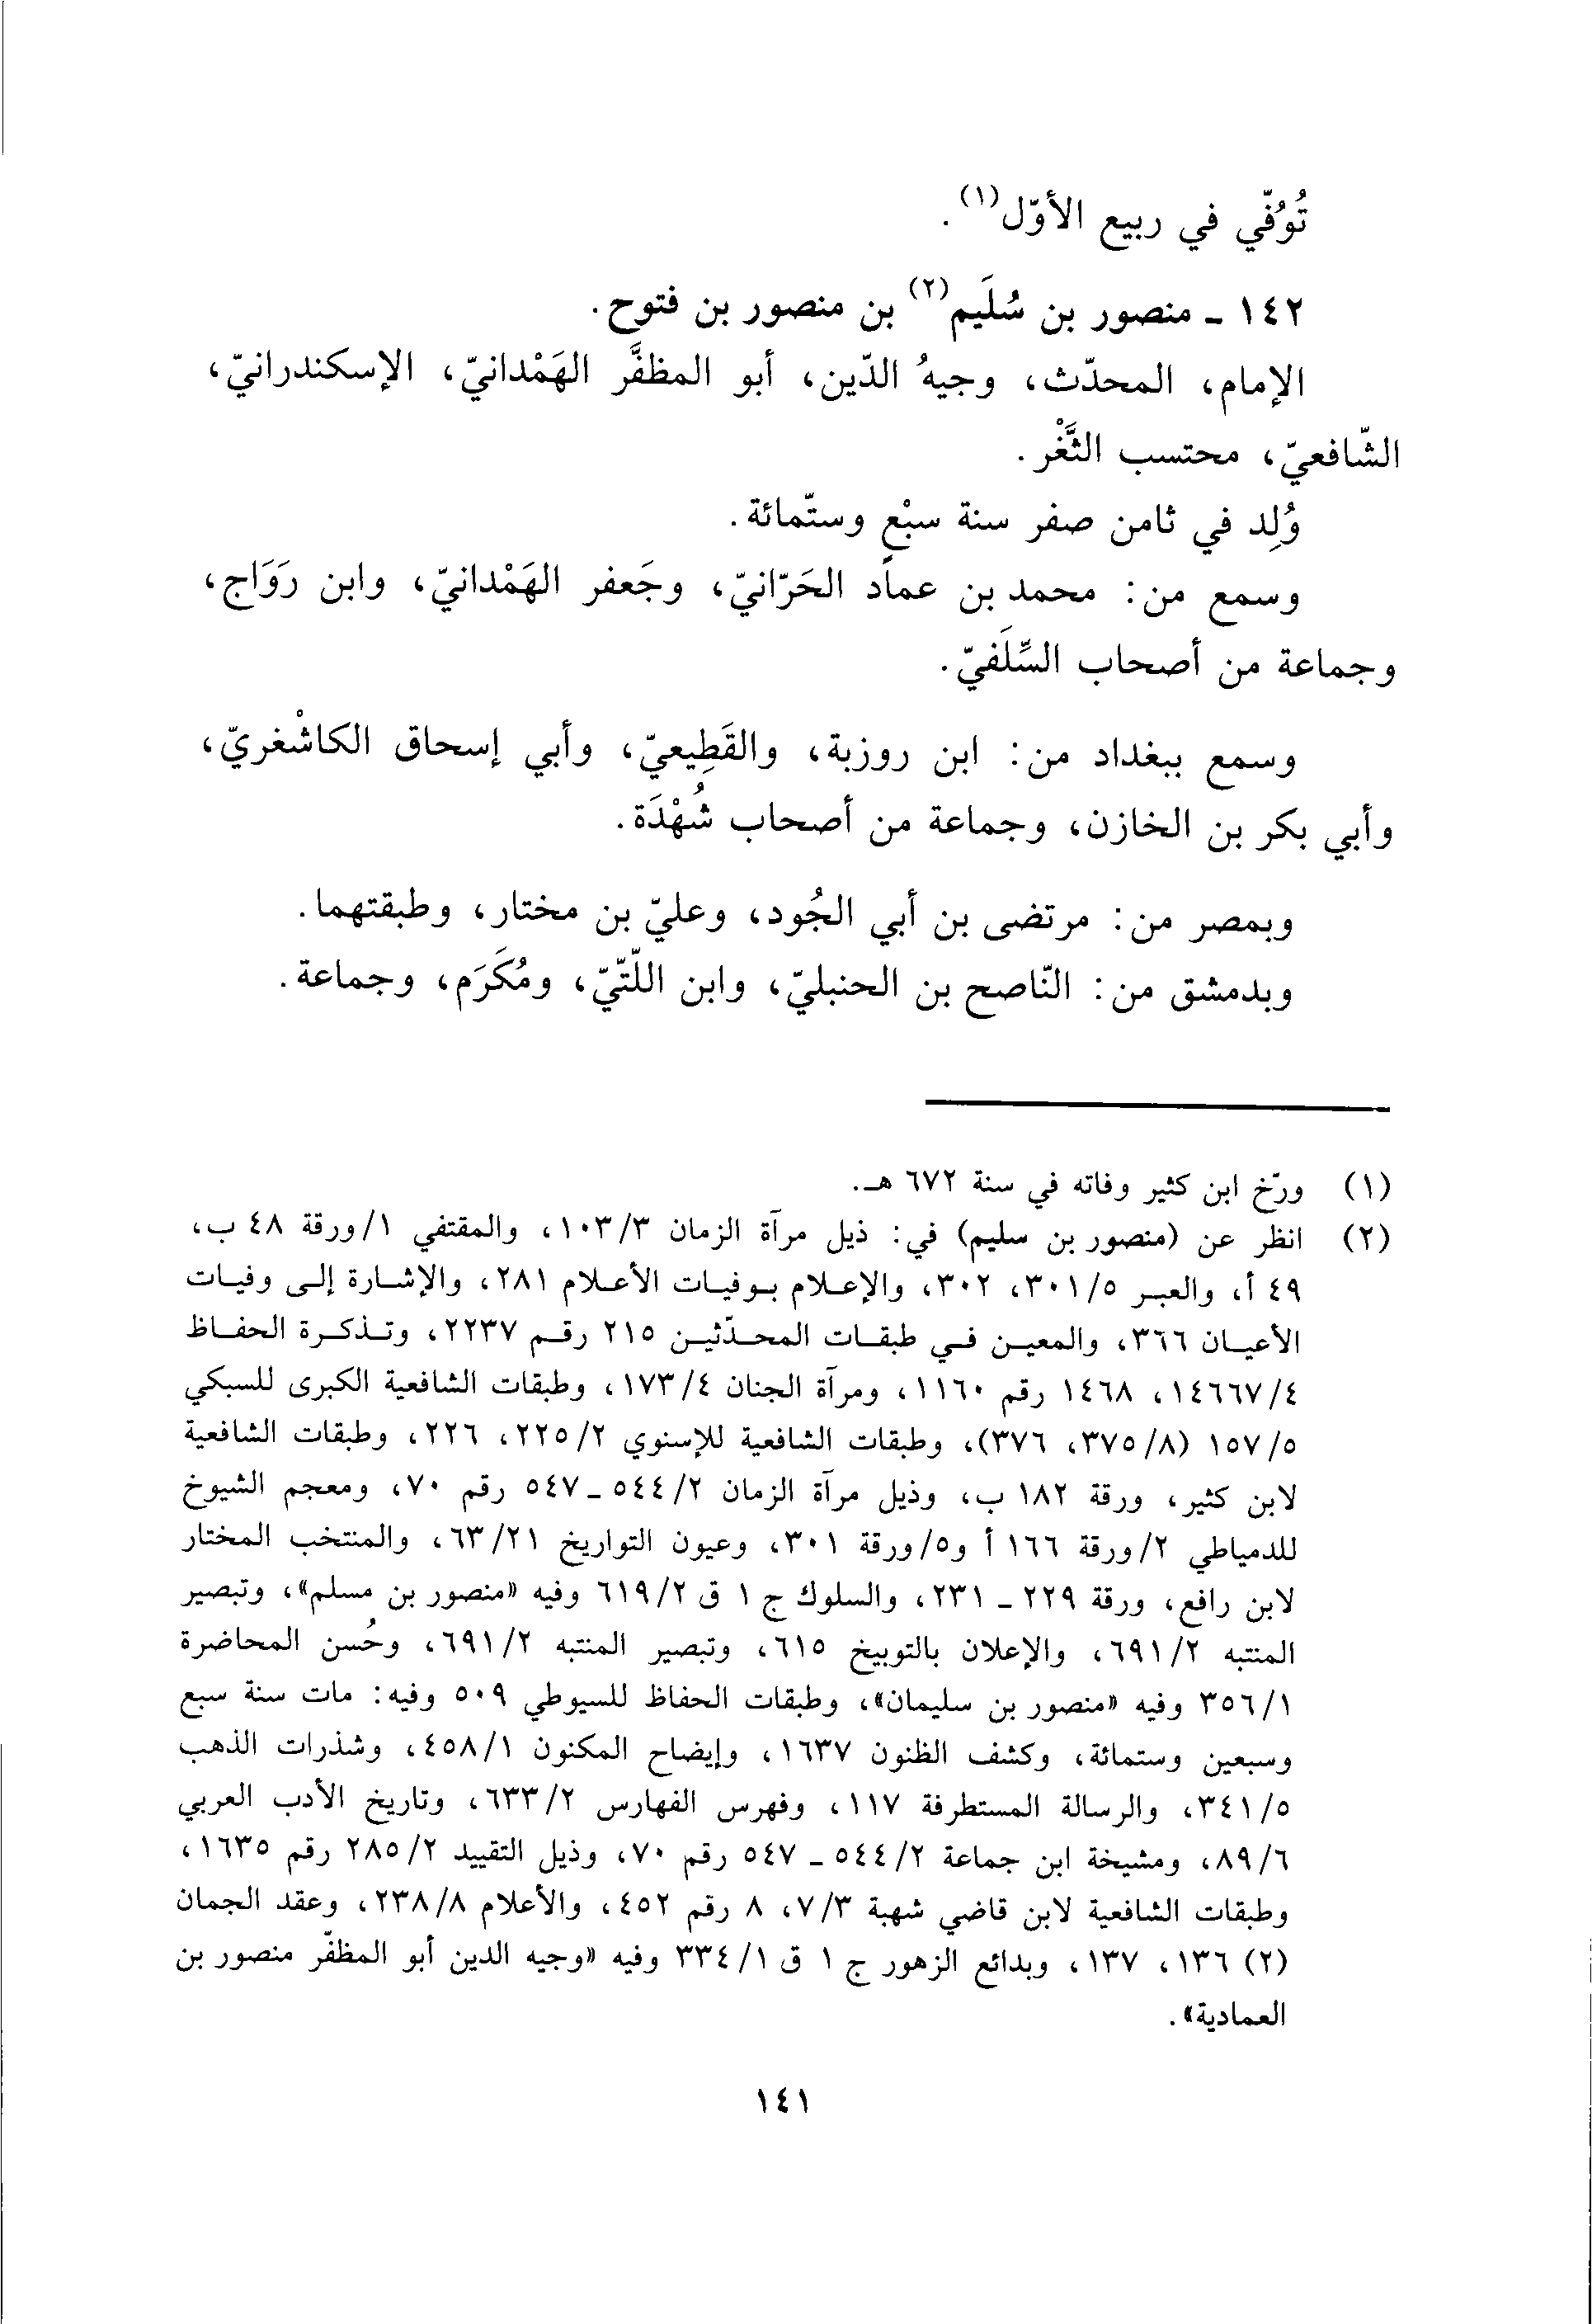 تُوُفّي في ربيع الأوّل(١).
١٤٢ ـ منصور بن سُلَيم(٢) بن منصور بن فتوح.
الإمام، المحدّث، وجيهُ الدّين، أبو المظفَّر الهَمْدانيّ، الإسكندرانيّ،
الشّافعيّ، محتسب الثَّغْر.
وُلِد في ثامن صفر سنة سبْعٍ وستّمائة.
وسمع من: محمد بن عماد الحَرّانيّ، وجَعفر الهَمْدانيّ، وابن رَوَاج،
وجماعة من أصحاب السِّلَفيّ.
وسمع ببغداد من: ابن روزبة، والقَطِيعيّ، وأبي إسحاق الكاشْغريّ،
وأبي بكر بن الخازن، وجماعة من أصحاب شُهْدَة.
وبمصر من: مرتضى بن أبي الجُود، وعليّ بن مختار، وطبقتهما.
وبدمشق من: النّاصح بن الحنبليّ، وابن اللّتّيّ، ومُكَرَم، وجماعة.
(١) ورّخ ابن كثير وفاته في سنة ٦٧٢ هـ.
(٢) انظر عن (منصور بن سليم) في: ذيل مرآة الزمان ١٠٣/٣، والمقتفي ١/ورقة ٤٨ ب،
٤٩ أ، والعبر ٣٠١/٥، ٣٠٢، والإعلام بوفيات الأعلام ٢٨١، والإشارة إلى وفيات
الأعيان ٣٦٦، والمعين في طبقات المحدّثين ٢١٥ رقم ٢٢٣٧، وتذكرة الحفاظ
١٤٦٦٧/٤، ١٤٦٨ رقم ١١٦٠، ومرآة الجنان ١٧٣/٤، وطبقات الشافعية الكبرى للسبكي
١٥٧/٥ (٣٧٥/٨، ٣٧٦)، وطبقات الشافعية للإسنوي ٢٢٥/٢، ٢٢٦، وطبقات الشافعية
لابن كثير، ورقة ١٨٢ ب، وذيل مرآة الزمان ٥٤٤/٢ ـ ٥٤٧ رقم ٧٠، ومعجم الشيوخ
للدمياطي ٢/ورقة ١٦٦ أ و٥/ورقة ٣٠١، وعيون التواريخ ٦٣/٢١، والمنتخب المختار
لابن رافع، ورقة ٢٢٩ ـ ٢٣١، والسلوك ج ١ ق ٦١٩/٢ وفيه «منصور بن مسلم»، وتبصير
المنتبه ٦٩١/٢، والإعلان بالتوبيخ ٦١٥، وتبصير المنتبه ٦٩١/٢، وحُسن المحاضرة
٣٥٦/١ وفيه «منصور بن سليمان»، وطبقات الحفاظ للسيوطي ٥٠٩ وفيه: مات سنة سبع
وسبعين وستمائة، وكشف الظنون ١٦٣٧، وإيضاح المكنون ٤٥٨/١، وشذرات الذهب
٣٤١/٥، والرسالة المستطرفة ١١٧، وفهرس الفهارس ٦٣٣/٢، وتاريخ الأدب العربي
٨٩/٦، ومشيخة ابن جماعة ٥٤٤/٢ ـ ٥٤٧ رقم ٧٠، وذيل التقييد ٢٨٥/٢ رقم ١٦٣٥،
وطبقات الشافعية لابن قاضي شهبة ٧/٣، ٨ رقم ٤٥٢، والأعلام ٢٣٨/٨، وعقد الجمان
(٢) ١٣٦، ١٣٧، وبدائع الزهور ج ١ ق ٣٣٤/١ وفيه «وجيه الدين أبو المظفّر منصور بن
العمادية».
١٤١